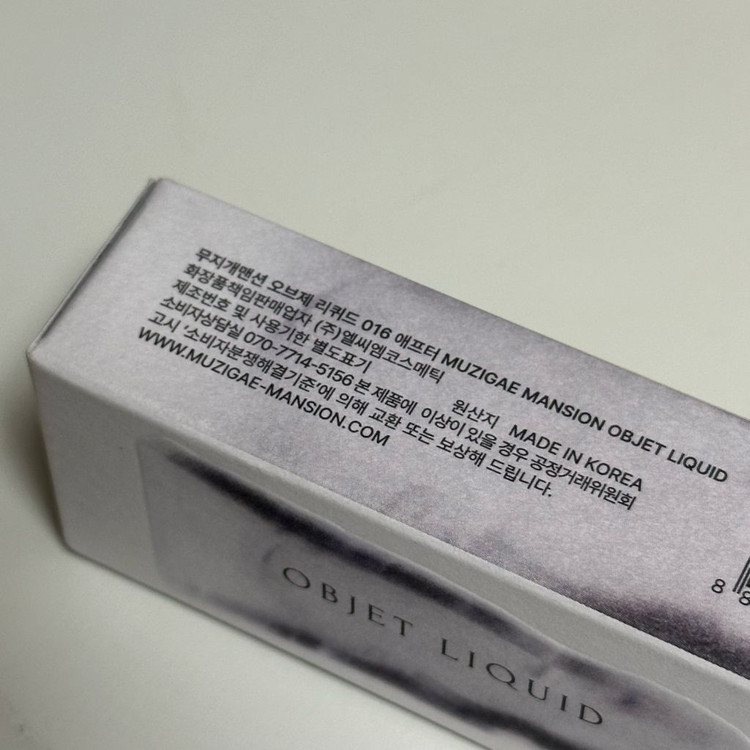 무지개맨션 오브제 리퀴드 016 애프터 MUZIGAE MANSION OBJET LIQUID
화장품책임판매업자 (주)엘씨엠코스메틱 원산지 MADE IN KOREA
제조번호 및 사용기한 별도표기
소비자상담실 070-7714-5156 본 제품에 이상이 있을 경우 공정거래위원회
고시 '소비자분쟁해결기준'에 의해 교환 또는 보상해 드립니다.
WWW.MUZIGAE-MANSION.COM
8 8
OBJET LIQUID